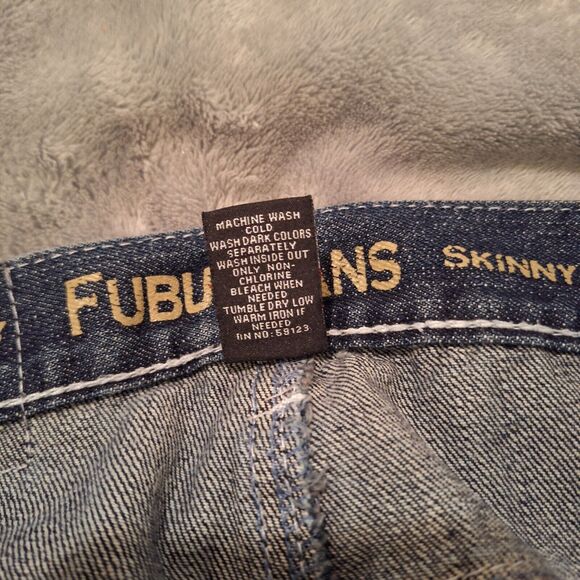 MACHINE WASH
COLD
WASH DARK COLORS
SEPARATELY
WASH INSIDE OUT
ONLY NON-
CHLORINE
BLEACH WHEN
NEEDED
TUMBLE DRY LOW
WARM IRON IF
NEEDED
RN NO: 59123
FUBU ANS
SKINNY